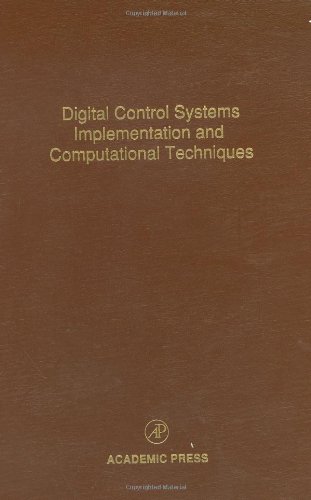 Digital Control Systems
Implementation and
Computational Techniques
AP
ACADEMIC PRESS